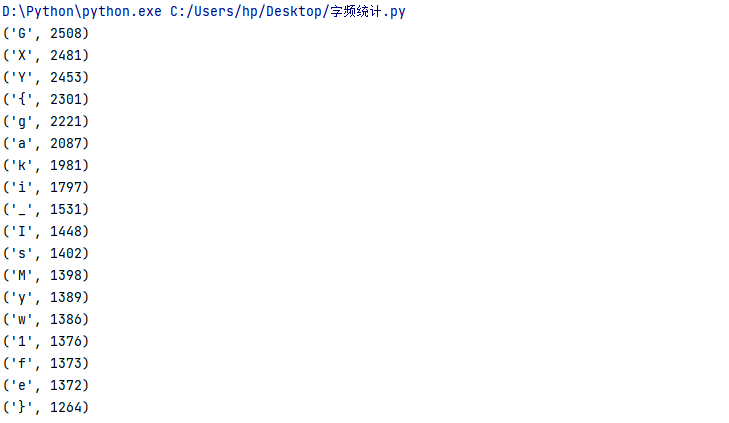 D:\Python\python.exe C:/Users/hp/Desktop/字频统计.py
('G', 2508)
('X', 2481)
('Y', 2453)
('{', 2301)
('g', 2221)
('a', 2087)
('k', 1981)
('i', 1797)
('_', 1531)
('I', 1448)
('s', 1402)
('M', 1398)
('y', 1389)
('w', 1386)
('1', 1376)
('f', 1373)
('e', 1372)
('}', 1264)